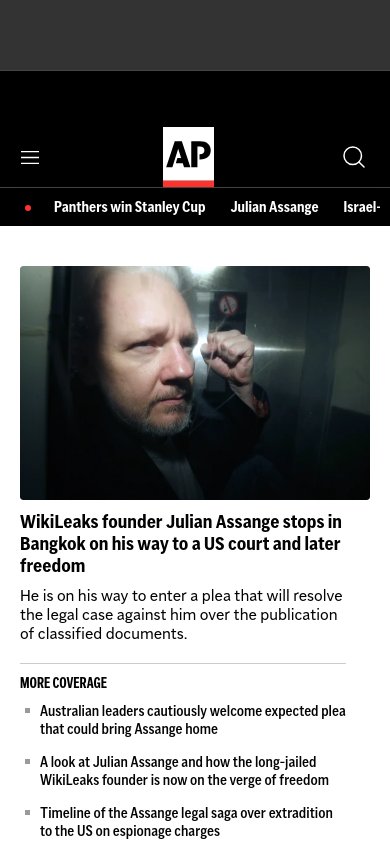 AP
Panthers win Stanley Cup Julian Assange Israel-
WikiLeaks founder Julian Assange stops in
Bangkok on his way to a US court and later
freedom
He is on his way to enter a plea that will resolve
the legal case against him over the publication
of classified documents.
MORE COVERAGE
Australian leaders cautiously welcome expected plea
that could bring Assange home
A look at Julian Assange and how the long-jailed
WikiLeaks founder is now on the verge of freedom
Timeline of the Assange legal saga over extradition
to the US on espionage charges